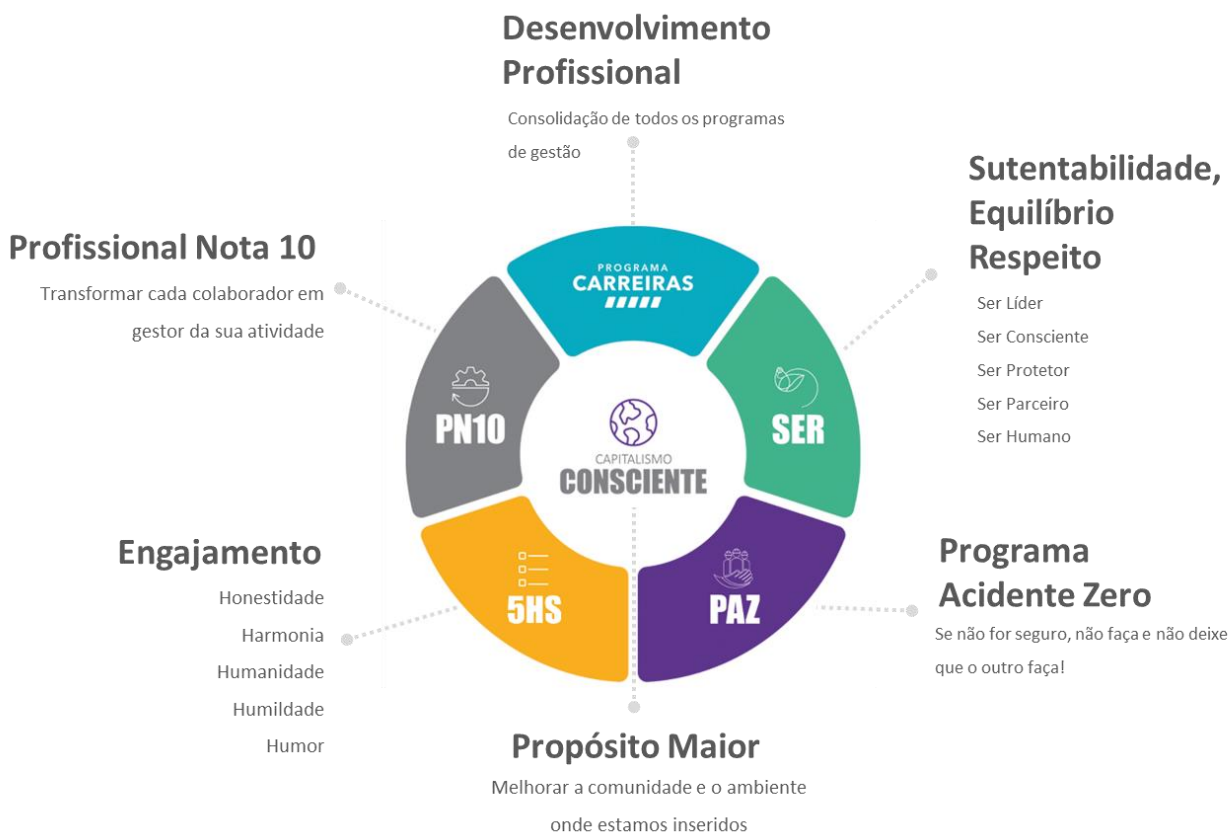 Desenvolvimento
Profissional
Consolidação de todos os programas
de gestão
Sutentabilidade,
Equilíbrio
Respeito
Ser Líder
Ser Consciente
Ser Protetor
Ser Parceiro
Ser Humano
Profissional Nota 10
Transformar cada colaborador em
gestor da sua atividade
PROGRAMA
CARREIRAS
PN10
SER
CAPITALISMO
CONSCIENTE
5HS
PAZ
Engajamento
Honestidade
Harmonia
Humanidade
Humildade
Humor
Programa
Acidente Zero
Se não for seguro, não faça e não deixe
que o outro faça!
Propósito Maior
Melhorar a comunidade e o ambiente
onde estamos inseridos